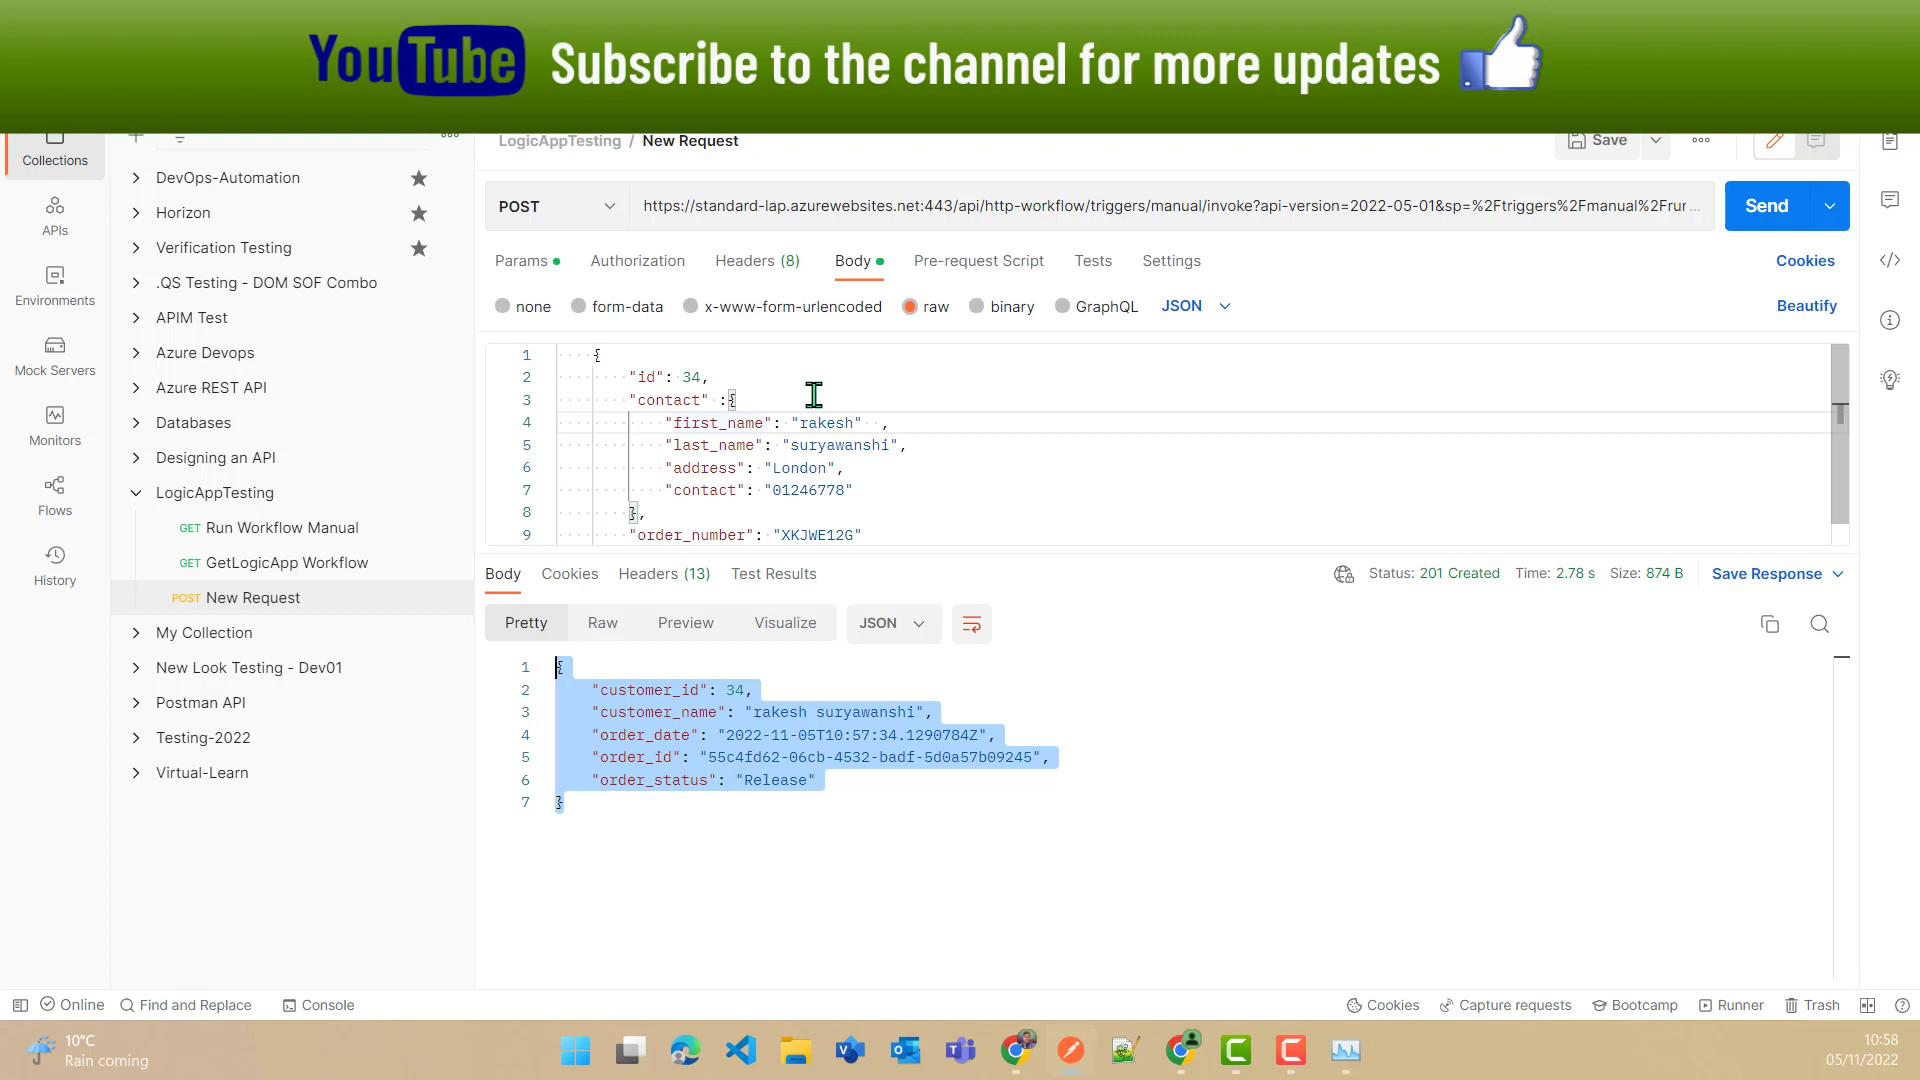 YouTube Subscribe to the channel for more updates
LogicAppTesting / New Request
Save
Collections
APIs
Environments
Mock Servers
Monitors
Flows
History
DevOps-Automation
Horizon
Verification Testing
.QS Testing - DOM SOF Combo
APIM Test
Azure Devops
Azure REST API
Databases
Designing an API
LogicAppTesting
GET Run Workflow Manual
GET GetLogicApp Workflow
POST New Request
My Collection
New Look Testing - Dev01
Postman API
Testing-2022
Virtual-Learn
POST https://standard-lap.azurewebsites.net:443/api/http-workflow/triggers/manual/invoke?api-version=2022-05-01&sp=%2Ftriggers%2Fmanual%2Frur ... Send
Params Authorization Headers (8) Body Pre-request Script Tests Settings Cookies
none form-data x-www-form-urlencoded raw binary GraphQL JSON Beautify
1 {
2 "id": 34,
3 "contact" :{
4 "first_name": "rakesh" ,
5 "last_name": "suryawanshi",
6 "address": "London",
7 "contact": "01246778"
8 },
9 "order_number": "XKJWE12G"
Body Cookies Headers (13) Test Results Status: 201 Created Time: 2.78 s Size: 874 B Save Response
Pretty Raw Preview Visualize JSON
1 {
2 "customer_id": 34,
3 "customer_name": "rakesh suryawanshi",
4 "order_date": "2022-11-05T10:57:34.1290784Z",
5 "order_id": "55c4fd62-06cb-4532-badf-5d0a57b09245",
6 "order_status": "Release"
7 }
Online Find and Replace Console Cookies Capture requests Bootcamp Runner Trash
10°C
Rain coming
10:58
05/11/2022